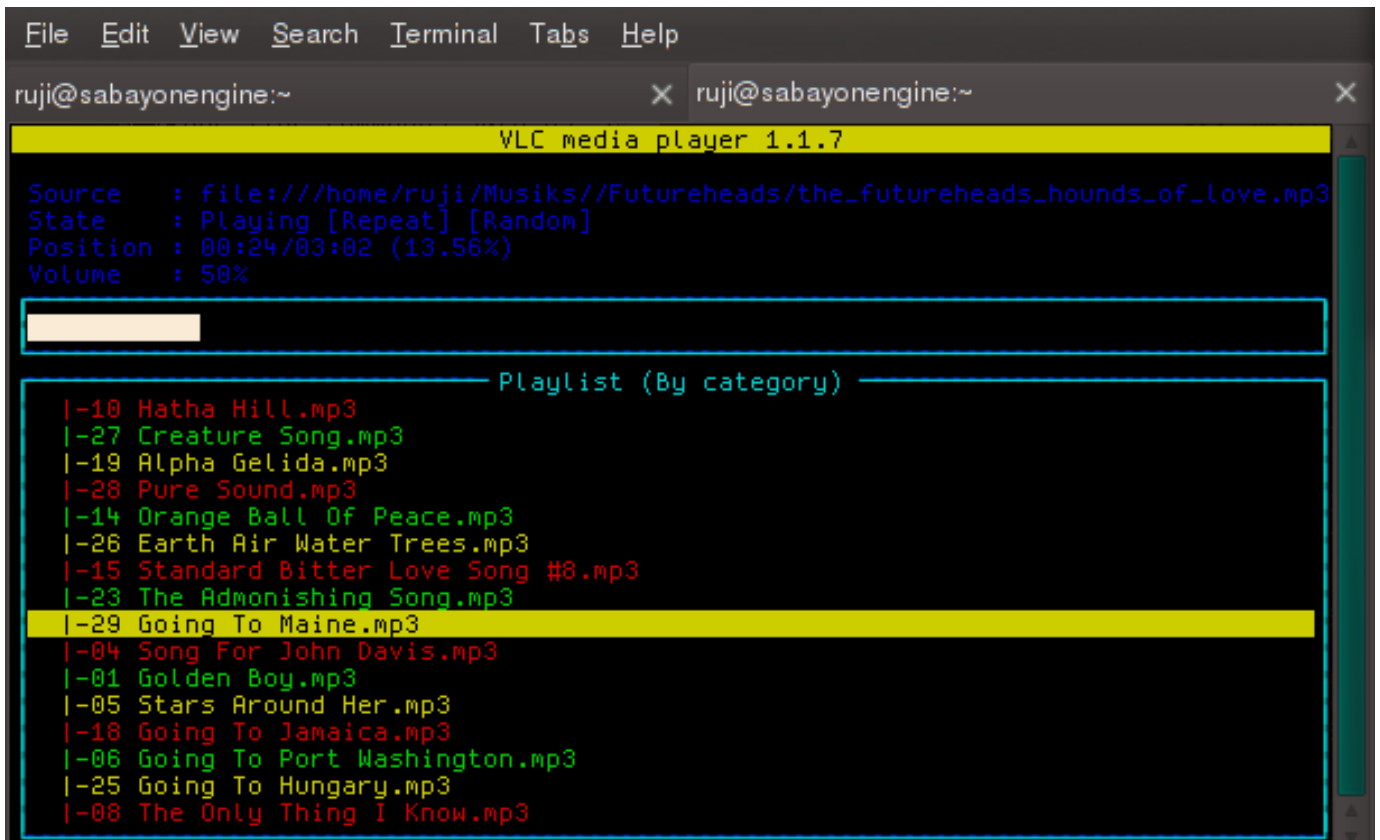 File Edit View Search Terminal Tabs Help
ruji@sabayonengine:~ ruji@sabayonengine:~
VLC media player 1.1.7
Source : file:///home/ruji/Musiks//Futureheads/the_futureheads_hounds_of_love.mp3
State : Playing [Repeat] [Random]
Position : 00:24/03:02 (13.56%)
Volume : 50%
Playlist (By category)
|-10 Hatha Hill.mp3
|-27 Creature Song.mp3
|-19 Alpha Gelida.mp3
|-28 Pure Sound.mp3
|-14 Orange Ball Of Peace.mp3
|-26 Earth Air Water Trees.mp3
|-15 Standard Bitter Love Song #8.mp3
|-23 The Admonishing Song.mp3
|-29 Going To Maine.mp3
|-04 Song For John Davis.mp3
|-01 Golden Boy.mp3
|-05 Stars Around Her.mp3
|-18 Going To Jamaica.mp3
|-06 Going To Port Washington.mp3
|-25 Going To Hungary.mp3
|-08 The Only Thing I Know.mp3